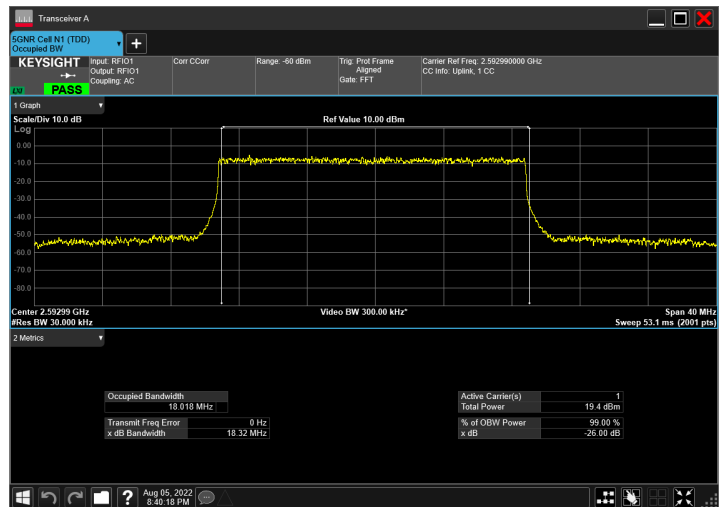 Transceiver A
5GNR Cell N1 (TDD)
Occupied BW
KEYSIGHT
LXI
PASS
Input: RFIO1
Output: RFIO1
Coupling: AC
Corr CCorr
Range: -60 dBm
Trig: Prot Frame
Aligned
Gate: FFT
Carrier Ref Freq: 2.592990000 GHz
CC Info: Uplink, 1 CC
1 Graph
Scale/Div 10.0 dB
Ref Value 10.00 dBm
Log
0.00
-10.0
-20.0
-30.0
-40.0
-50.0
-60.0
-70.0
-80.0
Center 2.59299 GHz
Video BW 300.00 kHz*
Span 40 MHz
#Res BW 30.000 kHz
Sweep 53.1 ms (2001 pts)
2 Metrics
Occupied Bandwidth
18.018 MHz
Transmit Freq Error 0 Hz
x dB Bandwidth 18.32 MHz
Active Carrier(s) 1
Total Power 19.4 dBm
% of OBW Power 99.00 %
x dB -26.00 dB
Aug 05, 2022
8:40:18 PM